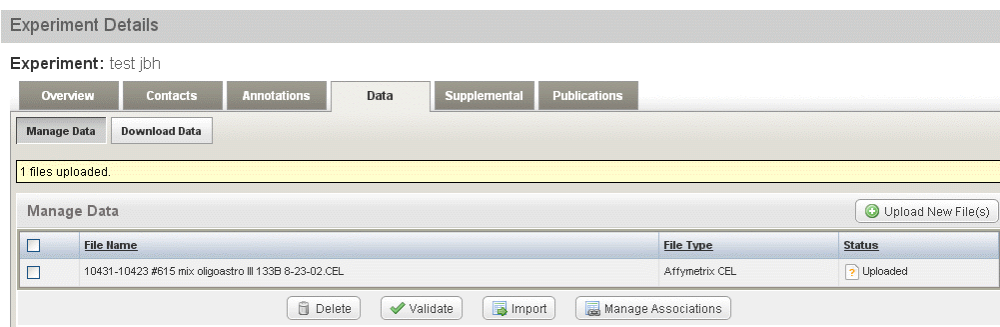 Experiment Details
Experiment: test jbh
Overview Contacts Annotations Data Supplemental Publications
Manage Data Download Data
1 files uploaded.
Manage Data Upload New File(s)
File Name File Type Status
10431-10423 #615 mix oligoastro III 133B 8-23-02.CEL Affymetrix CEL ? Uploaded
Delete Validate Import Manage Associations